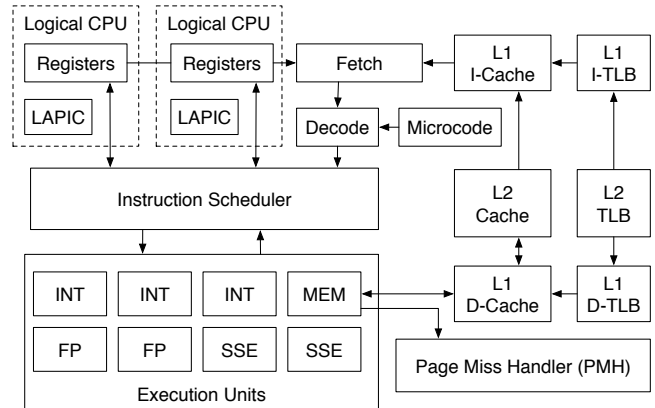 Logical CPU
Logical CPU
Registers
Registers
Fetch
L1
I-Cache
L1
I-TLB
LAPIC
LAPIC
Decode
Microcode
Instruction Scheduler
L2
Cache
L2
TLB
INT
INT
INT
MEM
L1
D-Cache
L1
D-TLB
FP
FP
SSE
SSE
Page Miss Handler (PMH)
Execution Units